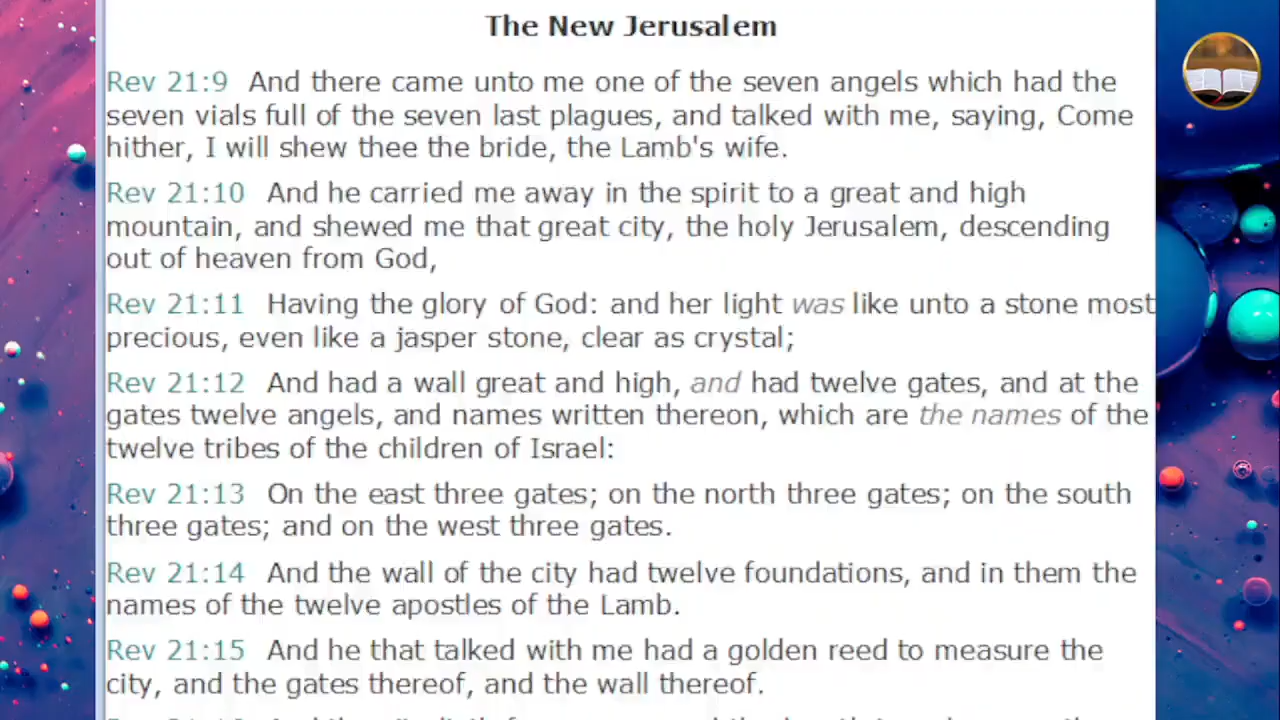 The New Jerusalem
Rev 21:9 And there came unto me one of the seven angels which had the
seven vials full of the seven last plagues, and talked with me, saying, Come
hither, I will shew thee the bride, the Lamb's wife.
Rev 21:10 And he carried me away in the spirit to a great and high
mountain, and shewed me that great city, the holy Jerusalem, descending
out of heaven from God,
Rev 21:11 Having the glory of God: and her light was like unto a stone most
precious, even like a jasper stone, clear as crystal;
Rev 21:12 And had a wall great and high, and had twelve gates, and at the
gates twelve angels, and names written thereon, which are the names of the
twelve tribes of the children of Israel:
Rev 21:13 On the east three gates; on the north three gates; on the south
three gates; and on the west three gates.
Rev 21:14 And the wall of the city had twelve foundations, and in them the
names of the twelve apostles of the Lamb.
Rev 21:15 And he that talked with me had a golden reed to measure the
city, and the gates thereof, and the wall thereof.